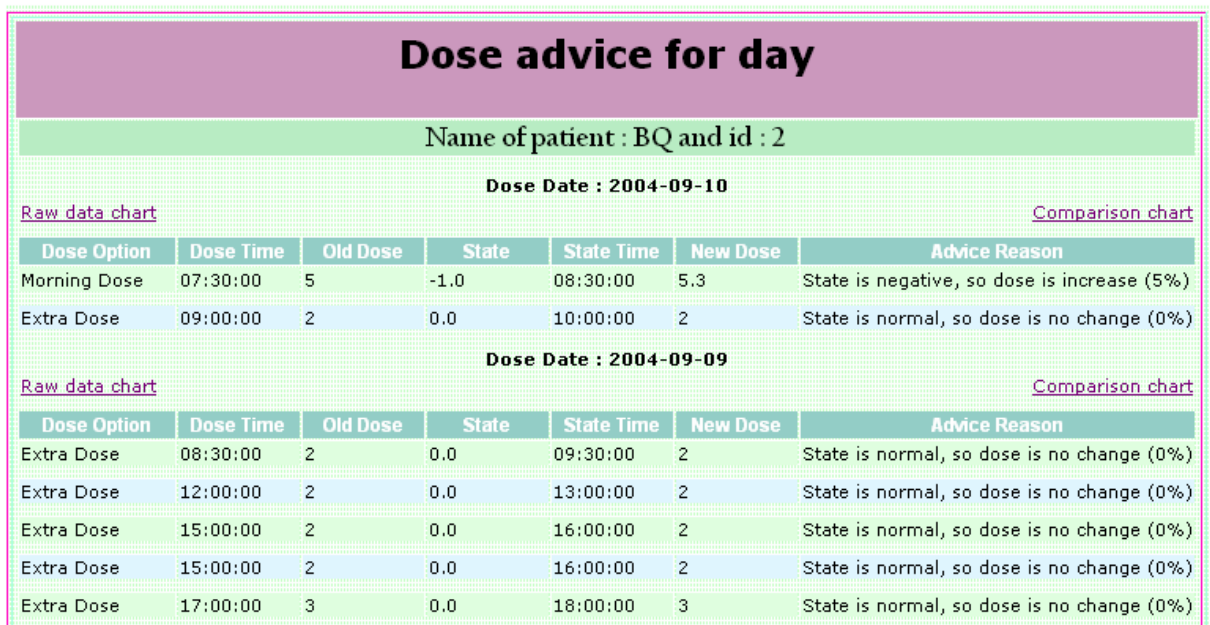 Dose advice for day
Name of patient : BQ and id : 2
Dose Date : 2004-09-10
Raw data chart Comparison chart
Dose Option Dose Time Old Dose State State Time New Dose Advice Reason
Morning Dose 07:30:00 5 -1.0 08:30:00 5.3 State is negative, so dose is increase (5%)
Extra Dose 09:00:00 2 0.0 10:00:00 2 State is normal, so dose is no change (0%)
Dose Date : 2004-09-09
Raw data chart Comparison chart
Dose Option Dose Time Old Dose State State Time New Dose Advice Reason
Extra Dose 08:30:00 2 0.0 09:30:00 2 State is normal, so dose is no change (0%)
Extra Dose 12:00:00 2 0.0 13:00:00 2 State is normal, so dose is no change (0%)
Extra Dose 15:00:00 2 0.0 16:00:00 2 State is normal, so dose is no change (0%)
Extra Dose 15:00:00 2 0.0 16:00:00 2 State is normal, so dose is no change (0%)
Extra Dose 17:00:00 3 0.0 18:00:00 3 State is normal, so dose is no change (0%)